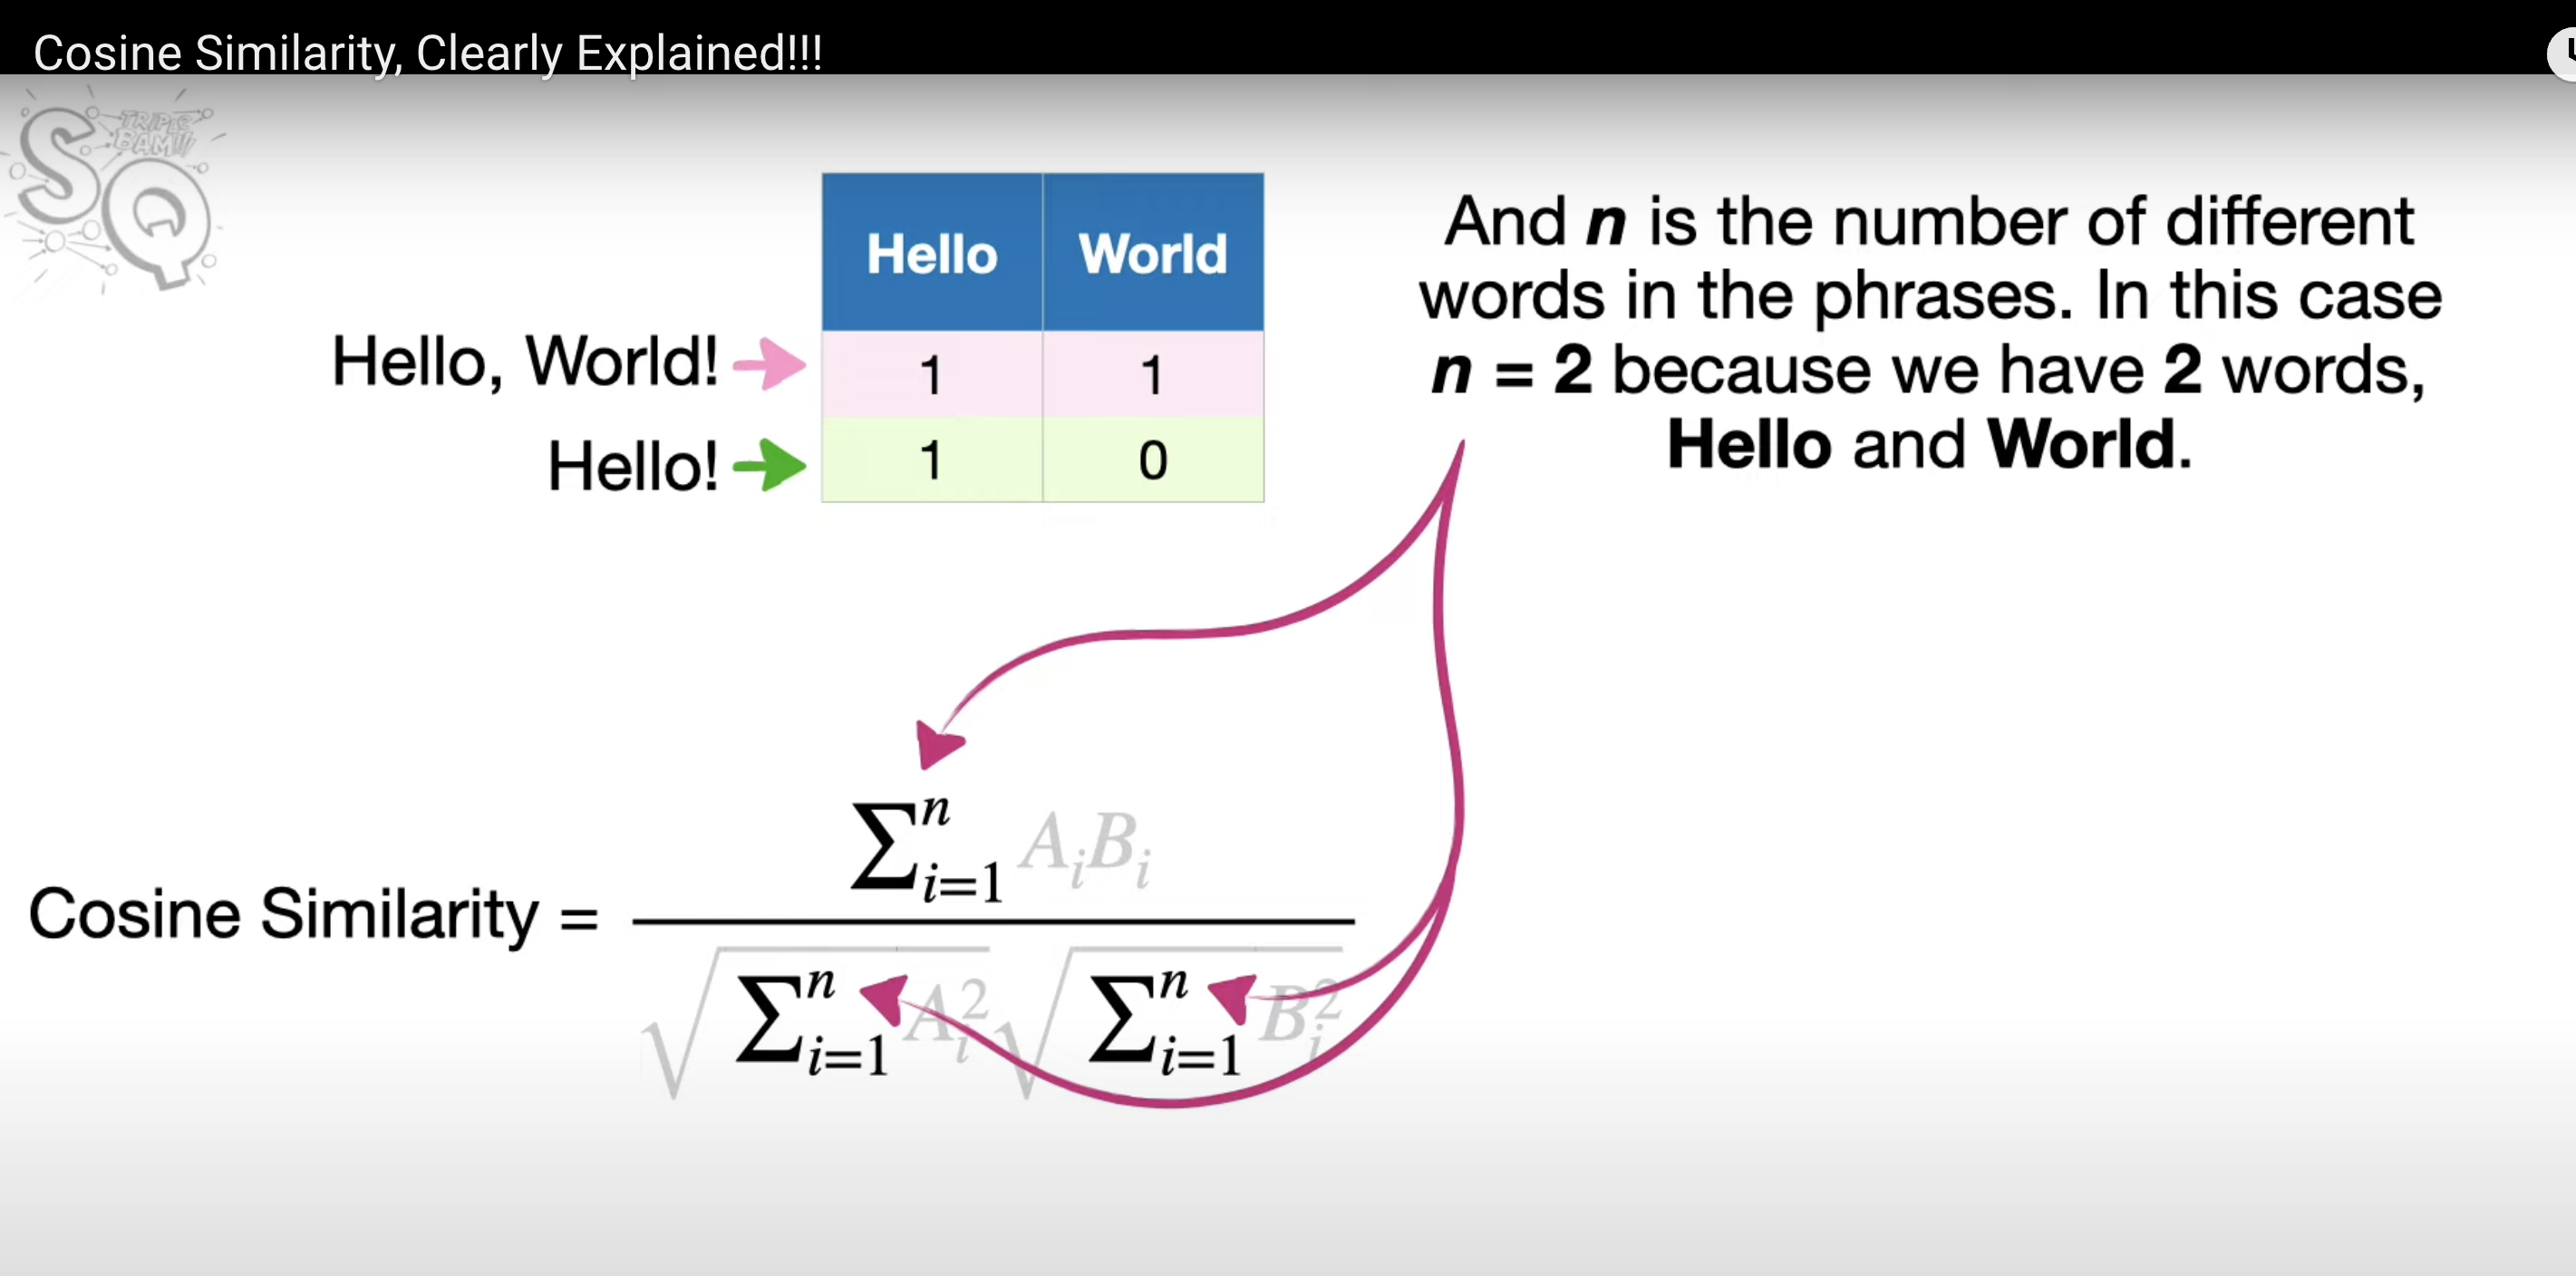 Cosine Similarity, Clearly Explained!!!
SQ
TRIPLE
BAM!!!
Hello World
Hello, World! 1 1
Hello! 1 0
And n is the number of different
words in the phrases. In this case
n = 2 because we have 2 words,
Hello and World.
Cosine Similarity = \frac{\sum_{i=1}^{n} A_i B_i}{\sqrt{\sum_{i=1}^{n} A_i^2} \sqrt{\sum_{i=1}^{n} B_i^2}}